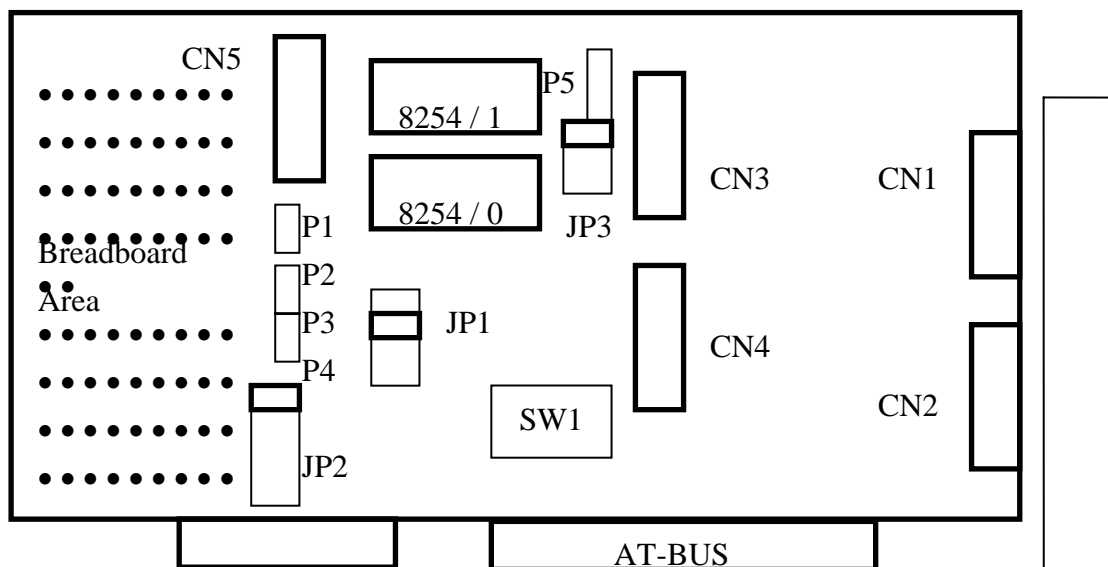 CN5
P5
8254 / 1
CN3
CN1
8254 / 0
P1
JP3
Breadboard
P2
Area
P3
JP1
CN4
P4
CN2
SW1
JP2
AT-BUS